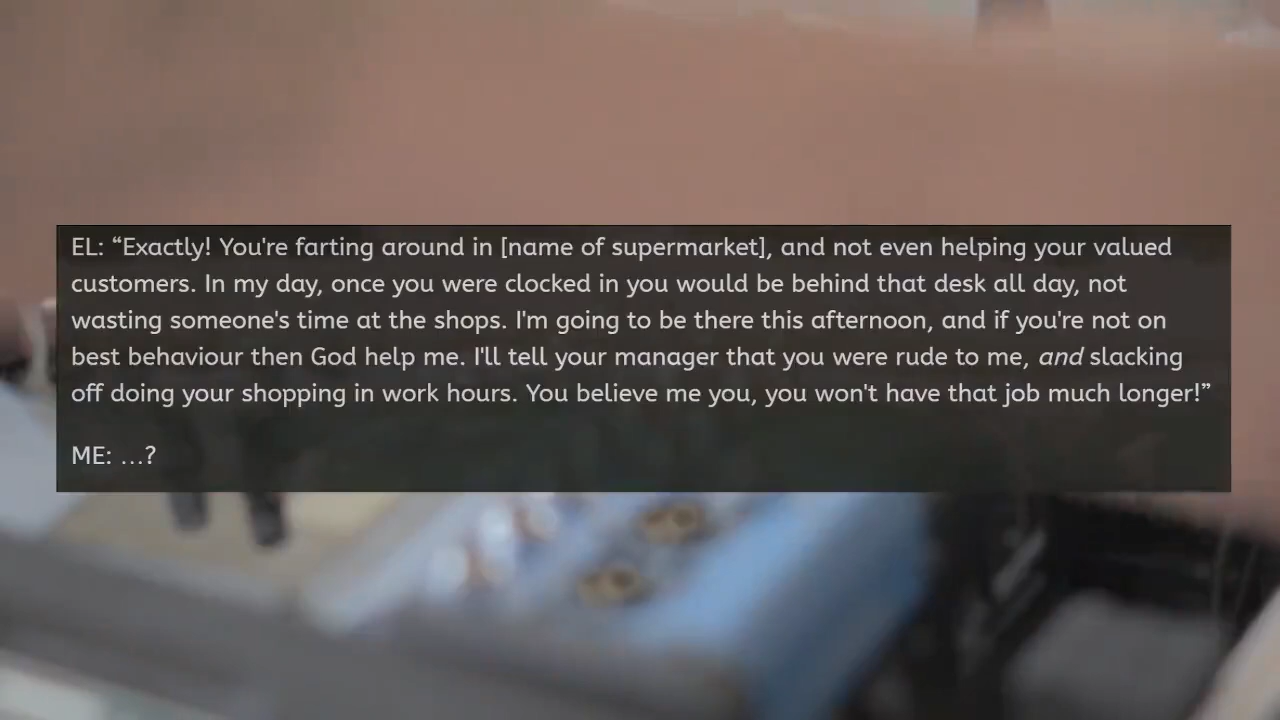 EL: “Exactly! You're farting around in [name of supermarket], and not even helping your valued
customers. In my day, once you were clocked in you would be behind that desk all day, not
wasting someone's time at the shops. I'm going to be there this afternoon, and if you're not on
best behaviour then God help me. I'll tell your manager that you were rude to me, and slacking
off doing your shopping in work hours. You believe me you, you won't have that job much longer!”
ME: ...?